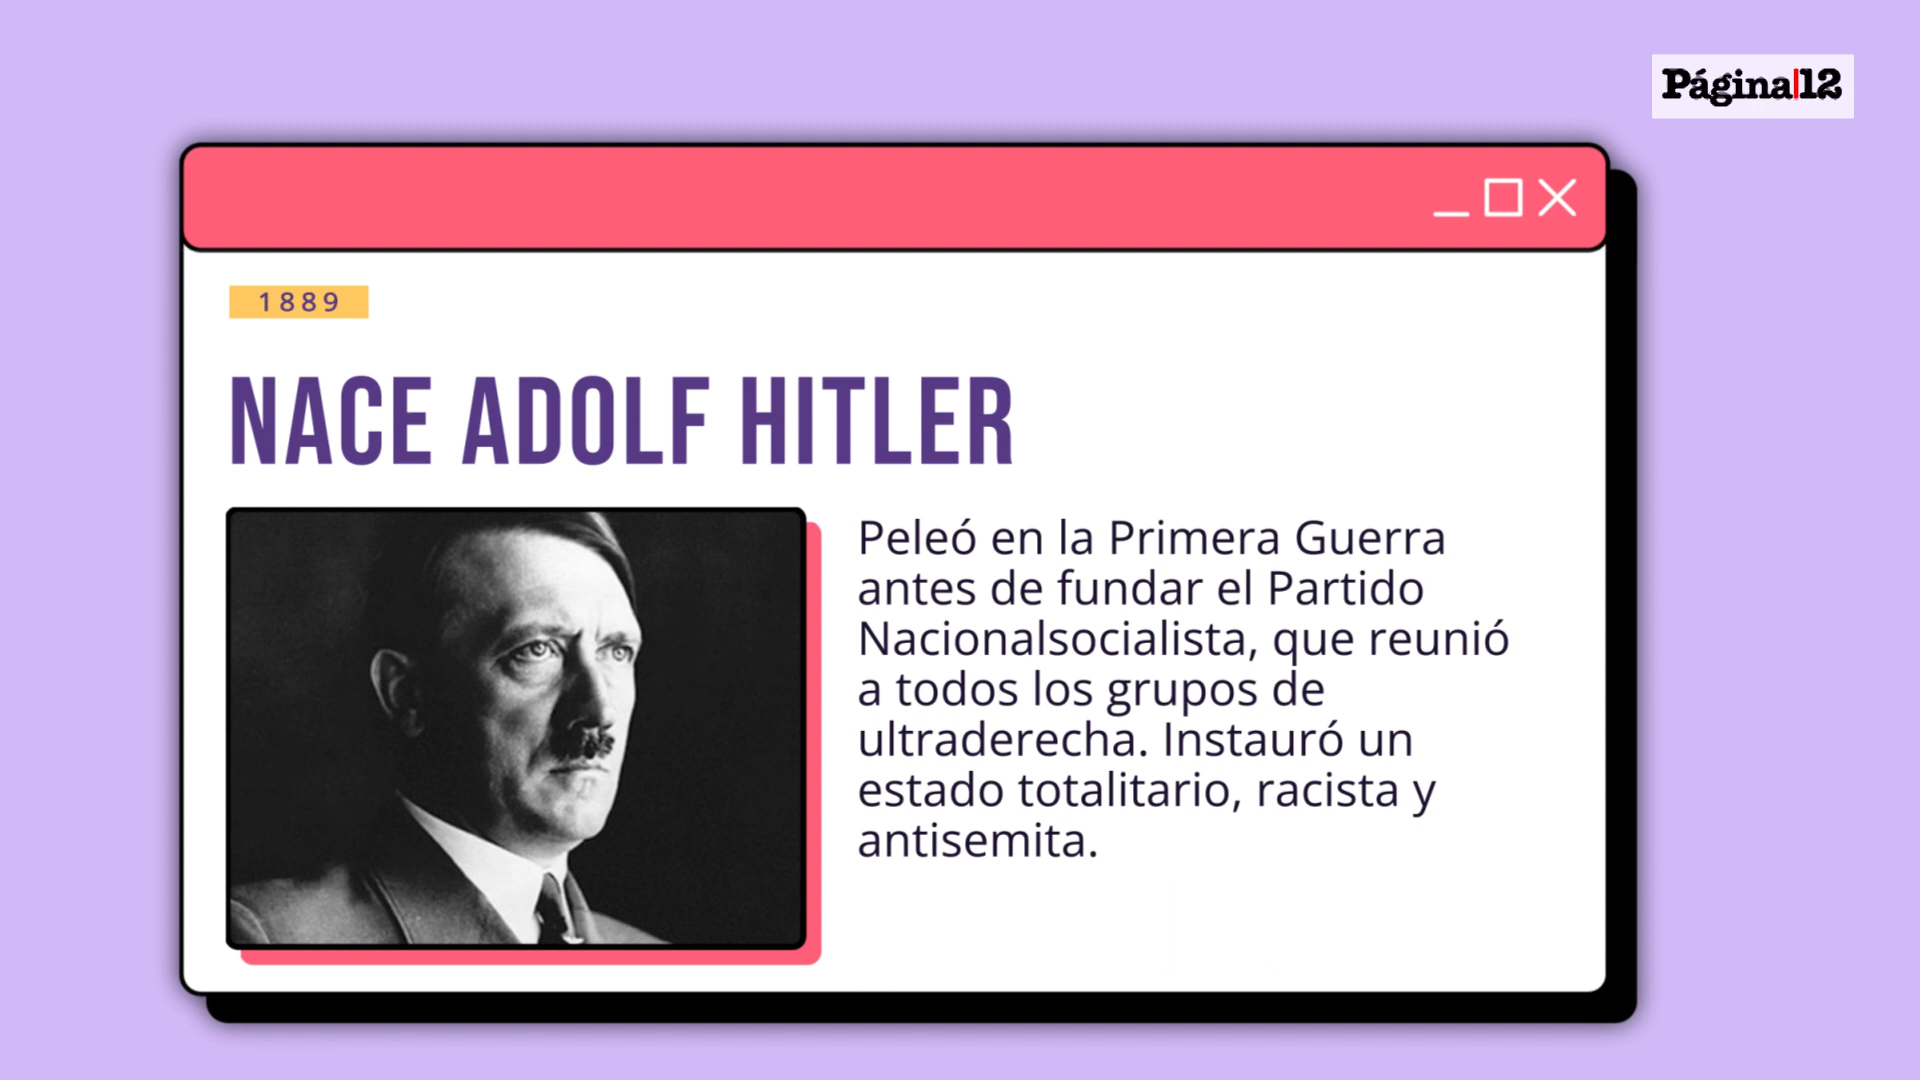 Página|12
1889
NACE ADOLF HITLER
Peleó en la Primera Guerra
antes de fundar el Partido
Nacionalsocialista, que reunió
a todos los grupos de
ultraderecha. Instauró un
estado totalitario, racista y
antisemita.